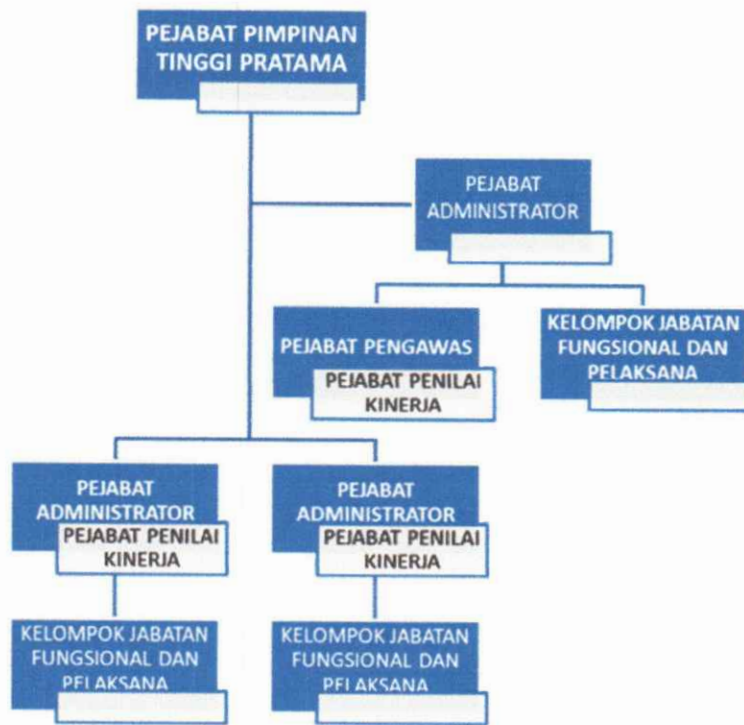 PEJABAT PIMPINAN
TINGGI PRATAMA
PEJABAT
ADMINISTRATOR
PEJABAT PENGAWAS
PEJABAT PENILAI
KINERJA
KELOMPOK JABATAN
FUNGSIONAL DAN
PELAKSANA
PEJABAT
ADMINISTRATOR
PEJABAT PENILAI
KINERJA
PEJABAT
ADMINISTRATOR
PEJABAT PENILAI
KINERJA
KELOMPOK JABATAN
FUNGSIONAL DAN
PELAKSANA
KELOMPOK JABATAN
FUNGSIONAL DAN
PELAKSANA